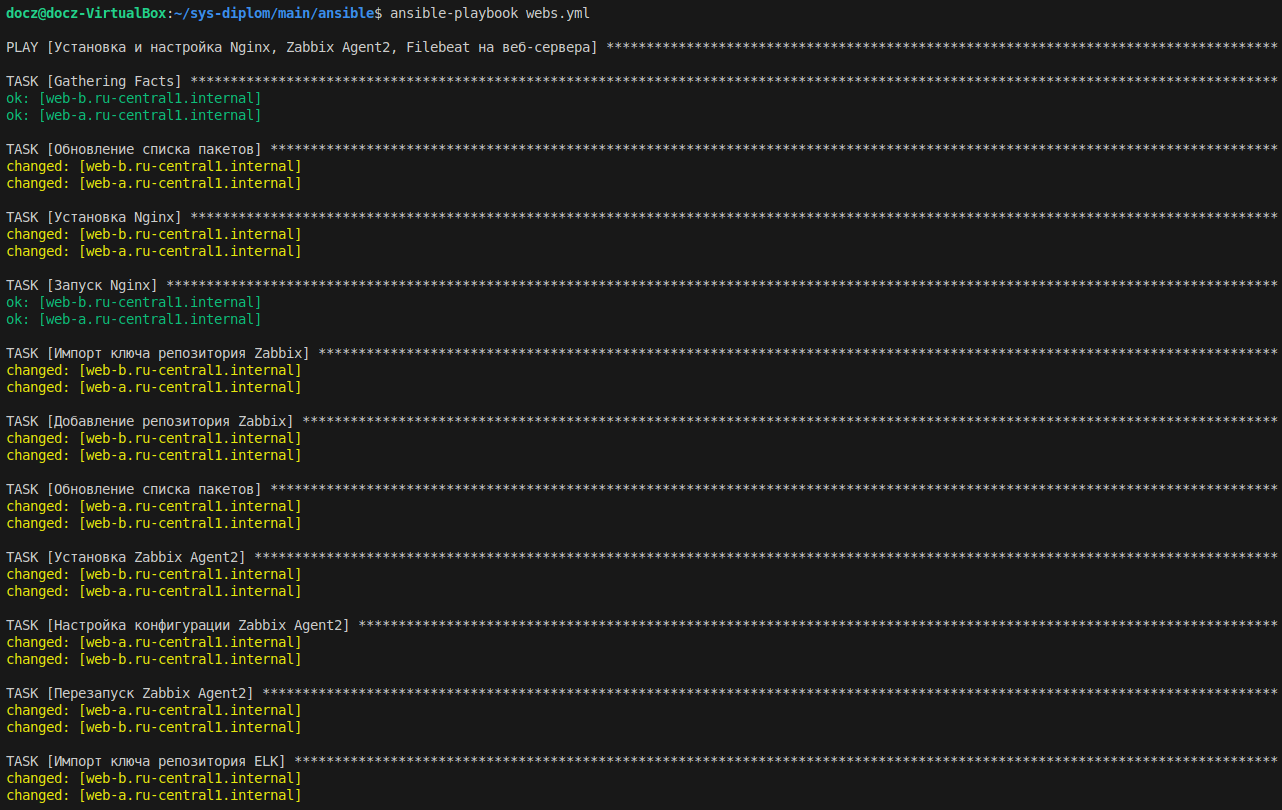 docz@docz-VirtualBox:~/sys-diplom/main/ansible$ ansible-playbook webs.yml
PLAY [Установка и настройка Nginx, Zabbix Agent2, Filebeat на веб-сервера] ************************************************************************************
TASK [Gathering Facts] ****************************************************************************************************************************************
ok: [web-b.ru-central1.internal]
ok: [web-a.ru-central1.internal]
TASK [Обновление списка пакетов] ******************************************************************************************************************************
changed: [web-b.ru-central1.internal]
changed: [web-a.ru-central1.internal]
TASK [Установка Nginx] ****************************************************************************************************************************************
changed: [web-b.ru-central1.internal]
changed: [web-a.ru-central1.internal]
TASK [Запуск Nginx] *******************************************************************************************************************************************
ok: [web-b.ru-central1.internal]
ok: [web-a.ru-central1.internal]
TASK [Импорт ключа репозитория Zabbix] ************************************************************************************************************************
changed: [web-b.ru-central1.internal]
changed: [web-a.ru-central1.internal]
TASK [Добавление репозитория Zabbix] **************************************************************************************************************************
changed: [web-b.ru-central1.internal]
changed: [web-a.ru-central1.internal]
TASK [Обновление списка пакетов] ******************************************************************************************************************************
changed: [web-a.ru-central1.internal]
changed: [web-b.ru-central1.internal]
TASK [Установка Zabbix Agent2] ********************************************************************************************************************************
changed: [web-b.ru-central1.internal]
changed: [web-a.ru-central1.internal]
TASK [Настройка конфигурации Zabbix Agent2] *******************************************************************************************************************
changed: [web-a.ru-central1.internal]
changed: [web-b.ru-central1.internal]
TASK [Перезапуск Zabbix Agent2] *******************************************************************************************************************************
changed: [web-a.ru-central1.internal]
changed: [web-b.ru-central1.internal]
TASK [Импорт ключа репозитория ELK] ***************************************************************************************************************************
changed: [web-b.ru-central1.internal]
changed: [web-a.ru-central1.internal]